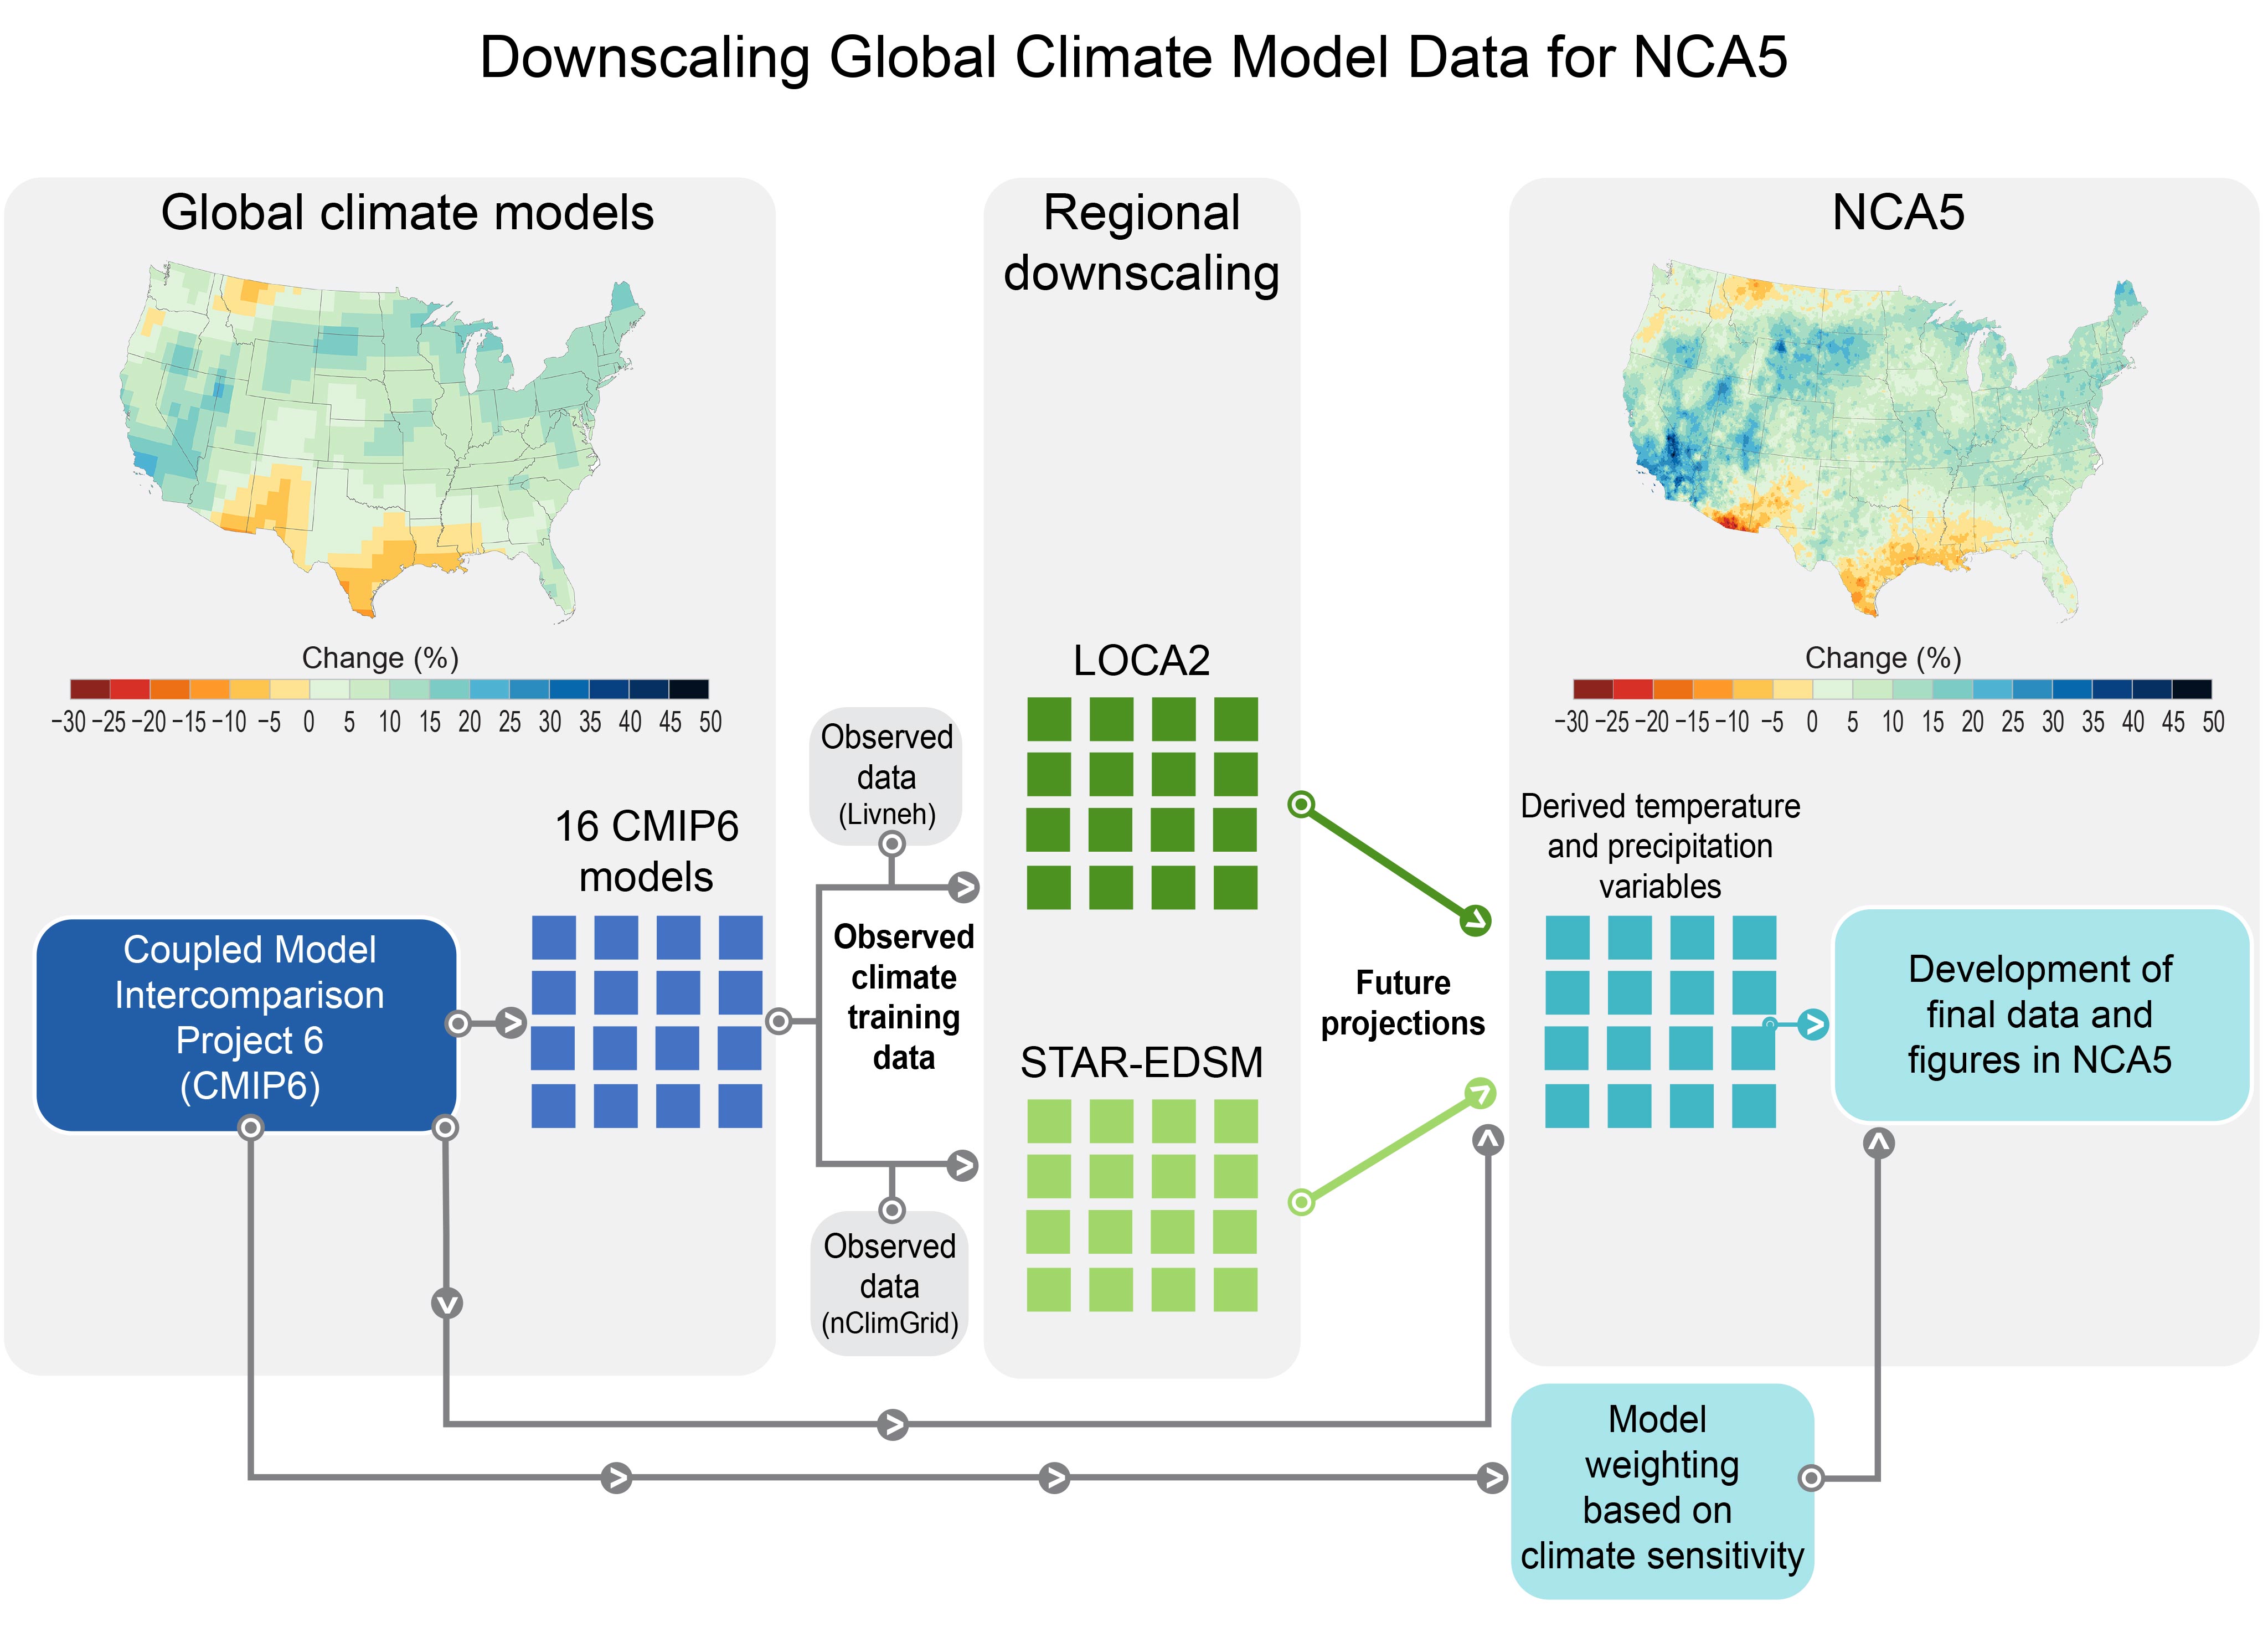 Downscaling Global Climate Model Data for NCA5
Global climate models
Change (%)
−30 −25 −20 −15 −10 −5 0 5 10 15 20 25 30 35 40 45 50
16 CMIP6
models
Coupled Model
Intercomparison
Project 6
(CMIP6)
Observed
data
(Livneh)
Observed
climate
training
data
Observed
data
(nClimGrid)
Regional
downscaling
LOCA2
STAR-EDSM
Future
projections
NCA5
Change (%)
−30 −25 −20 −15 −10 −5 0 5 10 15 20 25 30 35 40 45 50
Derived temperature
and precipitation
variables
Development of
final data and
figures in NCA5
Model
weighting
based on
climate sensitivity